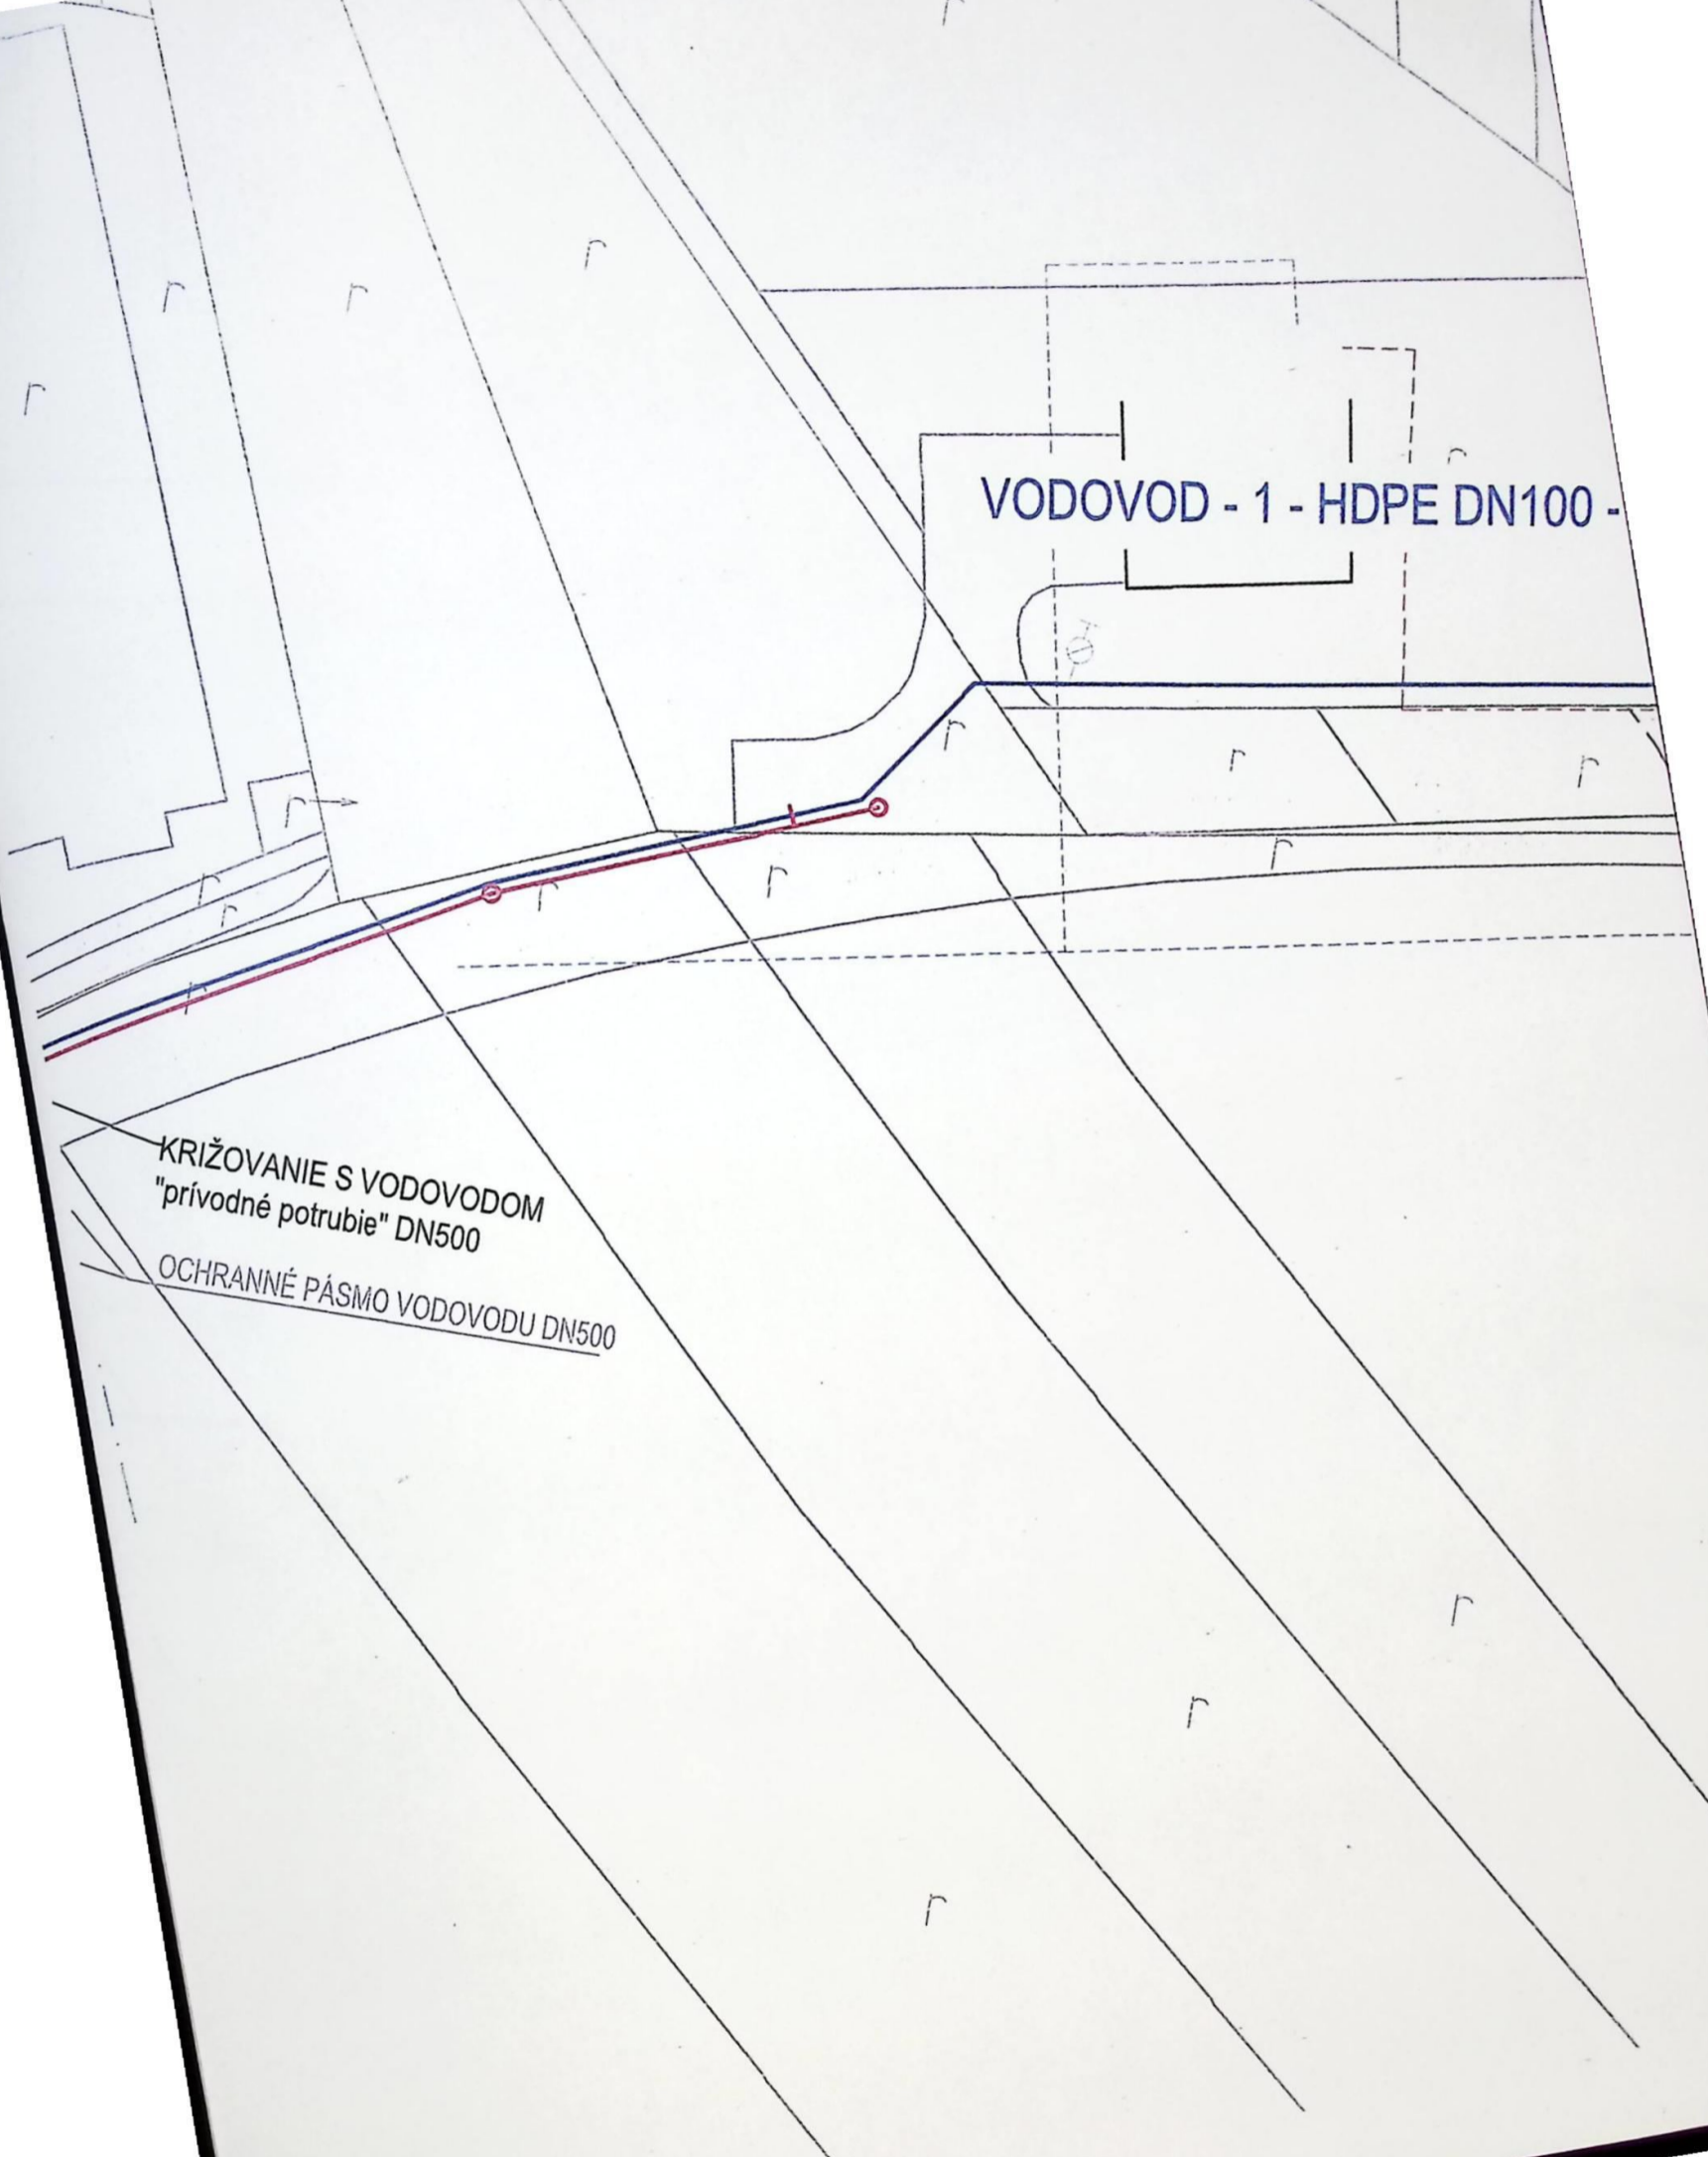 VODOVOD - 1 - HDPE DN100 -
KRIŽOVANIE S VODOVODOM
"prívodné potrubie" DN500
OCHRANNÉ PÁSMO VODOVODU DN500